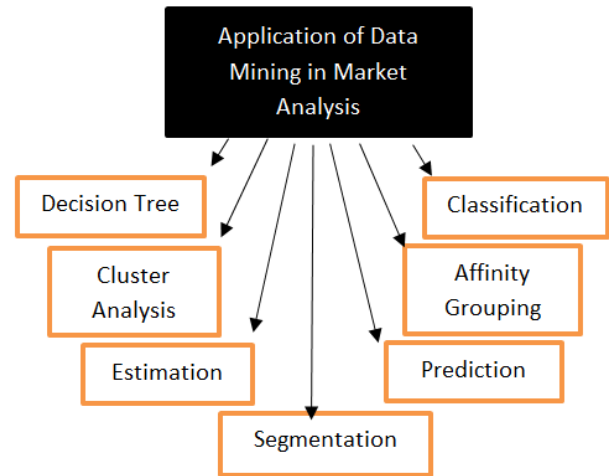 Application of Data
Mining in Market
Analysis
Decision Tree
Classification
Cluster
Analysis
Affinity
Grouping
Estimation
Prediction
Segmentation